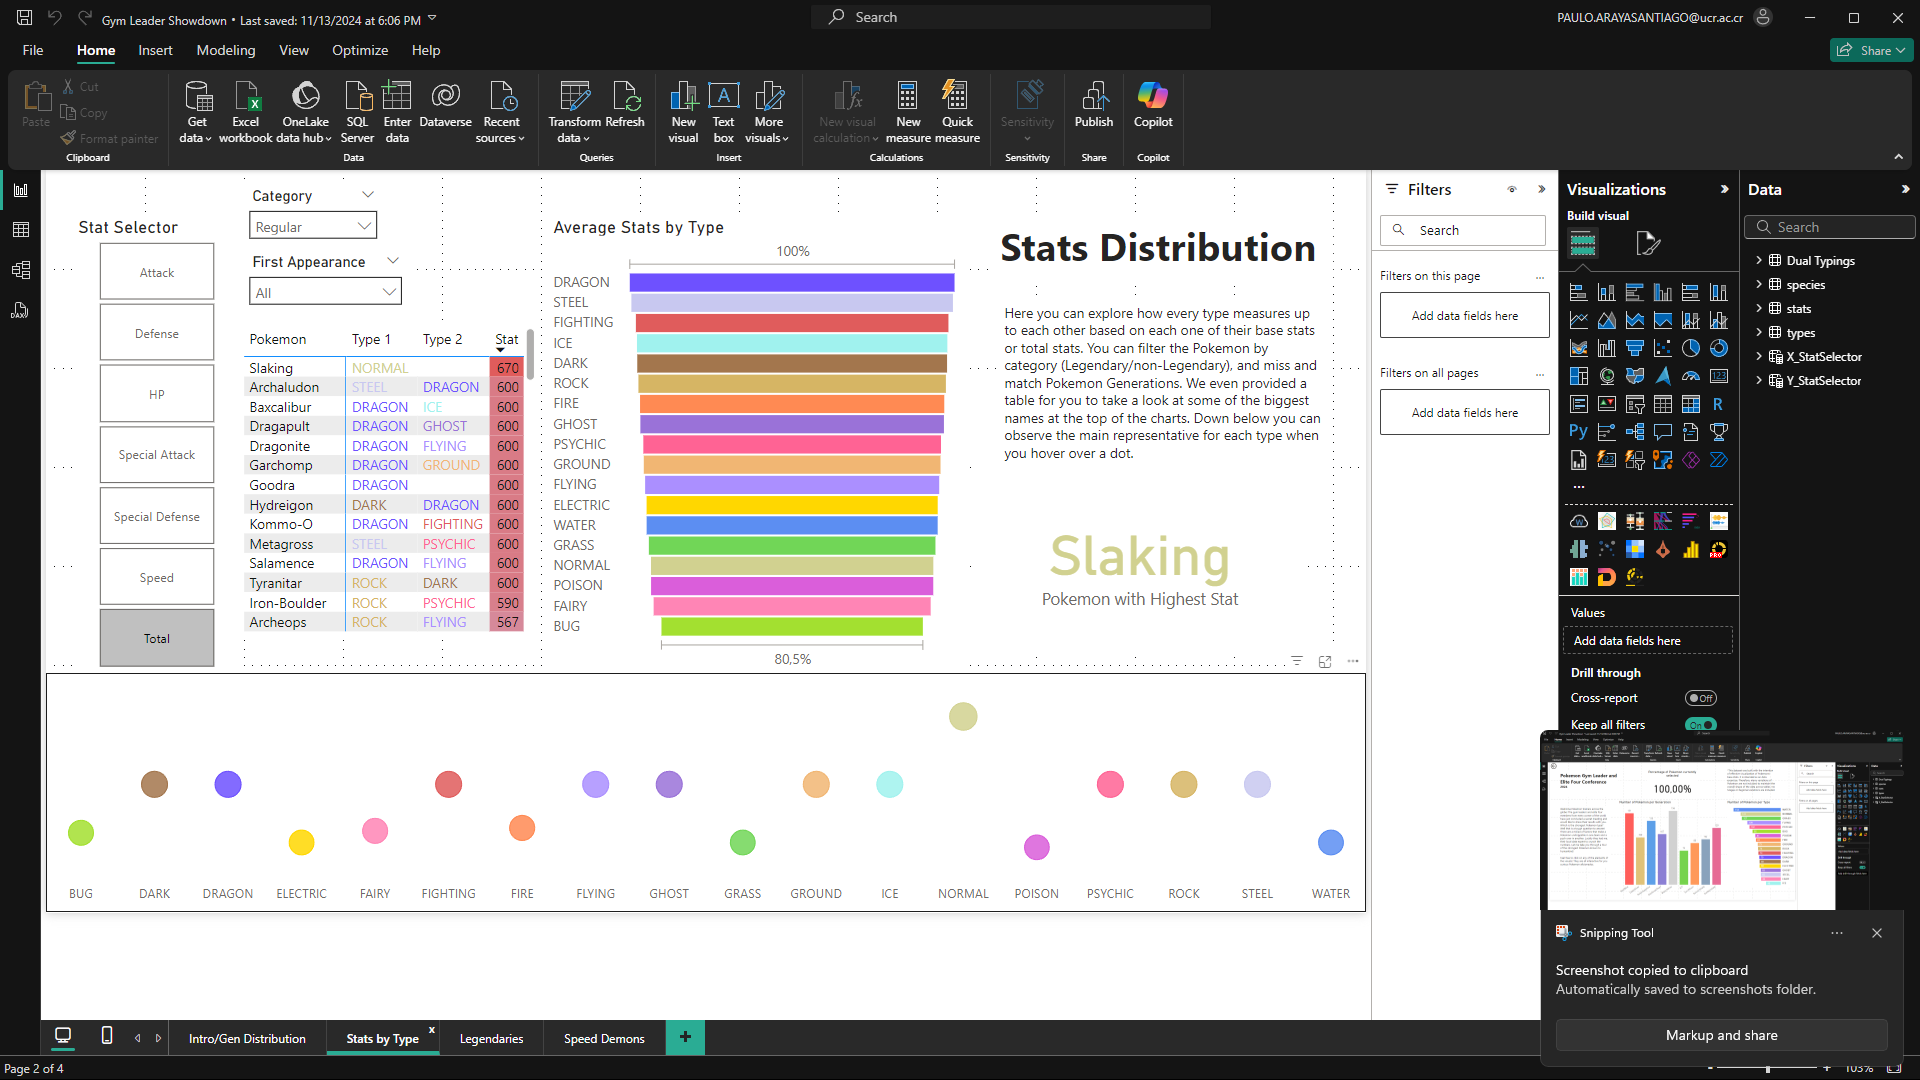 Gym Leader Showdown • Last saved: 11/13/2024 at 6:06 PM
Search
PAULO.ARAYASANTIAGO@ucr.ac.cr
File Home Insert Modeling View Optimize Help
Share
Paste
Cut
Copy
Format painter
Clipboard
Get data
Excel workbook
OneLake data hub
SQL Server
Enter data
Dataverse
Recent sources
Data
Transform data
Refresh
Queries
New visual
Text box
More visuals
Insert
New visual calculation
New measure
Quick measure
Calculations
Sensitivity
Sensitivity
Publish
Share
Copilot
Copilot
Stat Selector
Attack
Defense
HP
Special Attack
Special Defense
Speed
Total
Category
Regular
First Appearance
All
Pokemon Type 1 Type 2 Stat
Slaking NORMAL 670
Archaludon STEEL DRAGON 600
Baxcalibur DRAGON ICE 600
Dragapult DRAGON GHOST 600
Dragonite DRAGON FLYING 600
Garchomp DRAGON GROUND 600
Goodra DRAGON 600
Hydreigon DARK DRAGON 600
Kommo-O DRAGON FIGHTING 600
Metagross STEEL PSYCHIC 600
Salamence DRAGON FLYING 600
Tyranitar ROCK DARK 600
Iron-Boulder ROCK PSYCHIC 590
Archeops ROCK FLYING 567
Average Stats by Type
100%
DRAGON
STEEL
FIGHTING
ICE
DARK
ROCK
FIRE
GHOST
PSYCHIC
GROUND
FLYING
ELECTRIC
WATER
GRASS
NORMAL
POISON
FAIRY
BUG
80,5%
Stats Distribution
Here you can explore how every type measures up
to each other based on each one of their base stats
or total stats. You can filter the Pokemon by
category (Legendary/non-Legendary), and miss and
match Pokemon Generations. We even provided a
table for you to take a look at some of the biggest
names at the top of the charts. Down below you can
observe the main representative for each type when
you hover over a dot.
Slaking
Pokemon with Highest Stat
BUG DARK DRAGON ELECTRIC FAIRY FIGHTING FIRE FLYING GHOST GRASS GROUND ICE NORMAL POISON PSYCHIC ROCK STEEL WATER
Filters
Search
Filters on this page
Add data fields here
Filters on all pages
Add data fields here
Visualizations
Build visual
Values
Add data fields here
Drill through
Cross-report Off
Keep all filters On
Data
Search
Dual Typings
species
stats
types
X_StatSelector
Y_StatSelector
Pokemon Gym Leader and
Elite Four Conference
100,00%
Snipping Tool
Screenshot copied to clipboard
Automatically saved to screenshots folder.
Markup and share
Intro/Gen Distribution
Stats by Type
Legendaries
Speed Demons
Page 2 of 4
103%